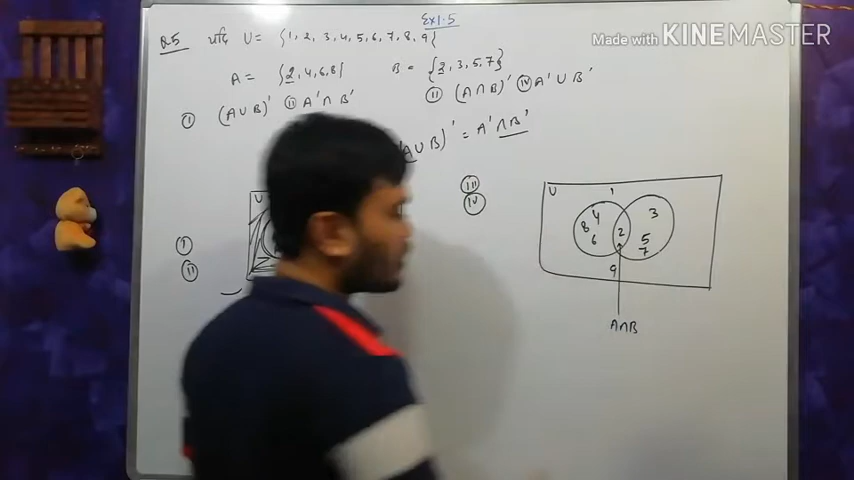 Ex 1.5
Made with KINEMASTER
Q.5 यदि U = {1, 2, 3, 4, 5, 6, 7, 8, 9}
A = {2, 4, 6, 8} B = {2, 3, 5, 7}
(i) (A∪B)' (ii) A'∩B' (iii) (A∩B)' (iv) A'∪B'
A∪B)' = A'∩B'
(i)
(ii)
U
(iii)
(iv)
U 1
4 3
8 2
6 5
7
9
A∩B